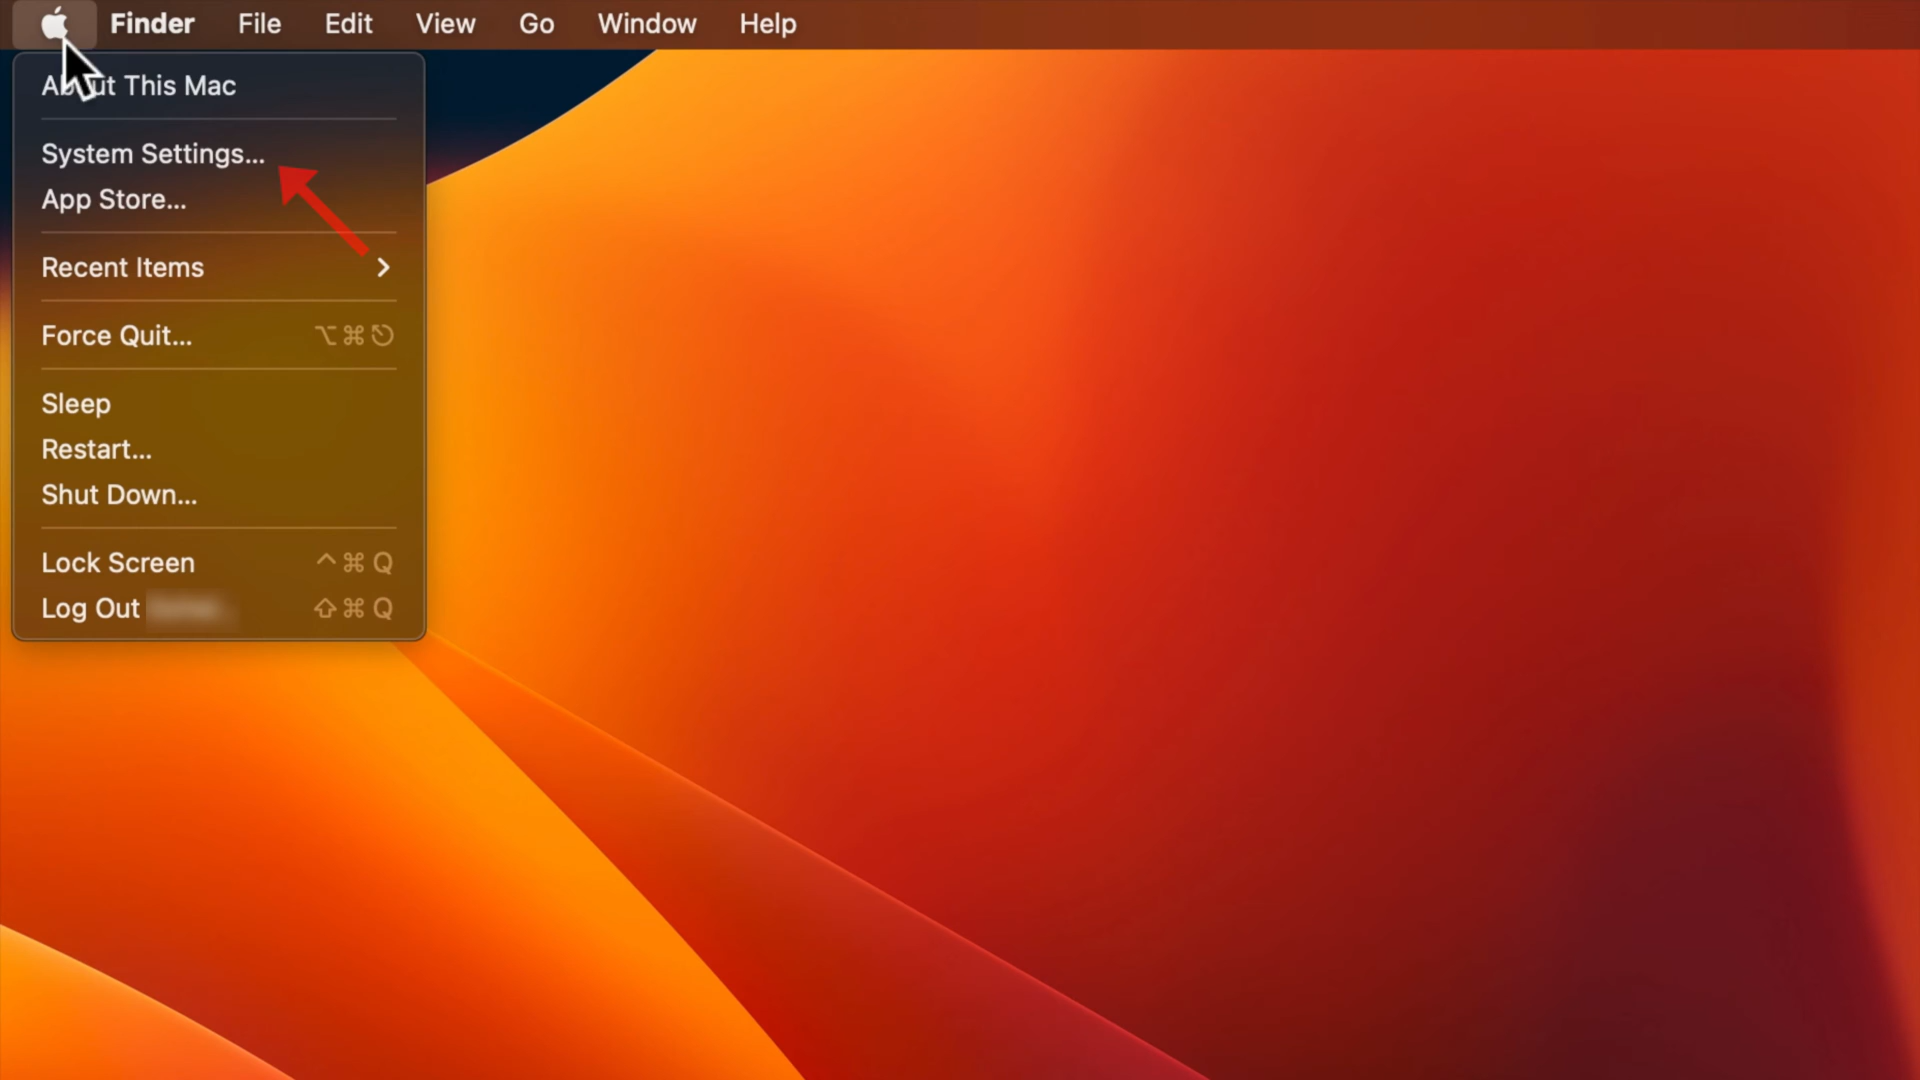 Finder File Edit View Go Window Help
About This Mac
System Settings...
App Store...
Recent Items
Force Quit... ⌥⌘⎋
Sleep
Restart...
Shut Down...
Lock Screen ^⌘Q
Log Out ⇧⌘Q